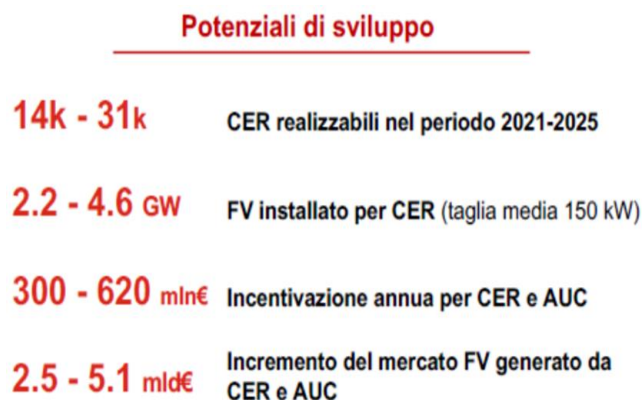 Potenziali di sviluppo
14k - 31k CER realizzabili nel periodo 2021-2025
2.2 - 4.6 GW FV installato per CER (taglia media 150 kW)
300 - 620 mln€ Incentivazione annua per CER e AUC
2.5 - 5.1 mld€ Incremento del mercato FV generato da
CER e AUC